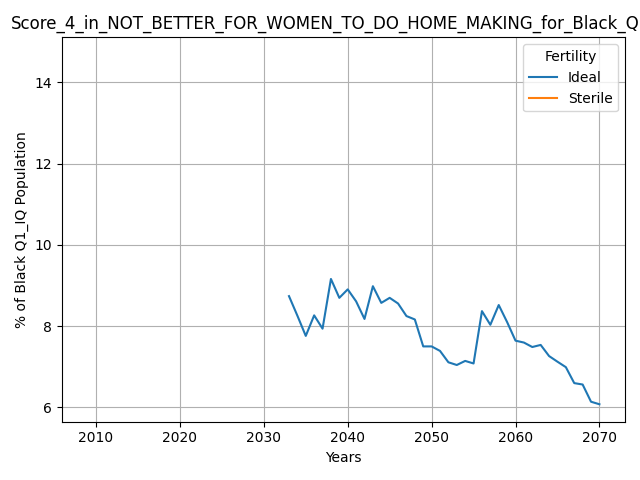 Score_4_in_NOT_BETTER_FOR_WOMEN_TO_DO_HOME_MAKING_for_Black_Q
Fertility
Ideal
Sterile
14
12
10
8
6
% of Black Q1_IQ Population
2010 2020 2030 2040 2050 2060 2070
Years